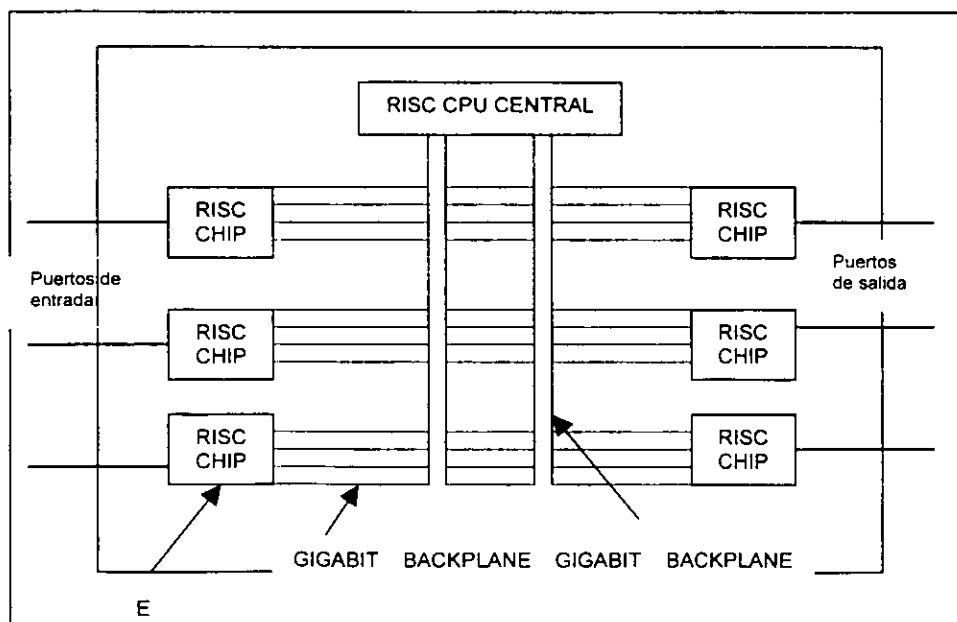 RISC CPU CENTRAL
RISC
CHIP
RISC
CHIP
Puertos de
entrada
Puertos
de salida
RISC
CHIP
RISC
CHIP
RISC
CHIP
RISC
CHIP
GIGABIT BACKPLANE GIGABIT BACKPLANE
E